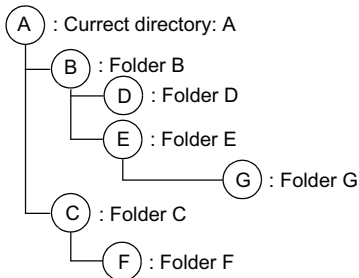 A : Currect directory: A
B : Folder B
D : Folder D
E : Folder E
G : Folder G
C : Folder C
F : Folder F